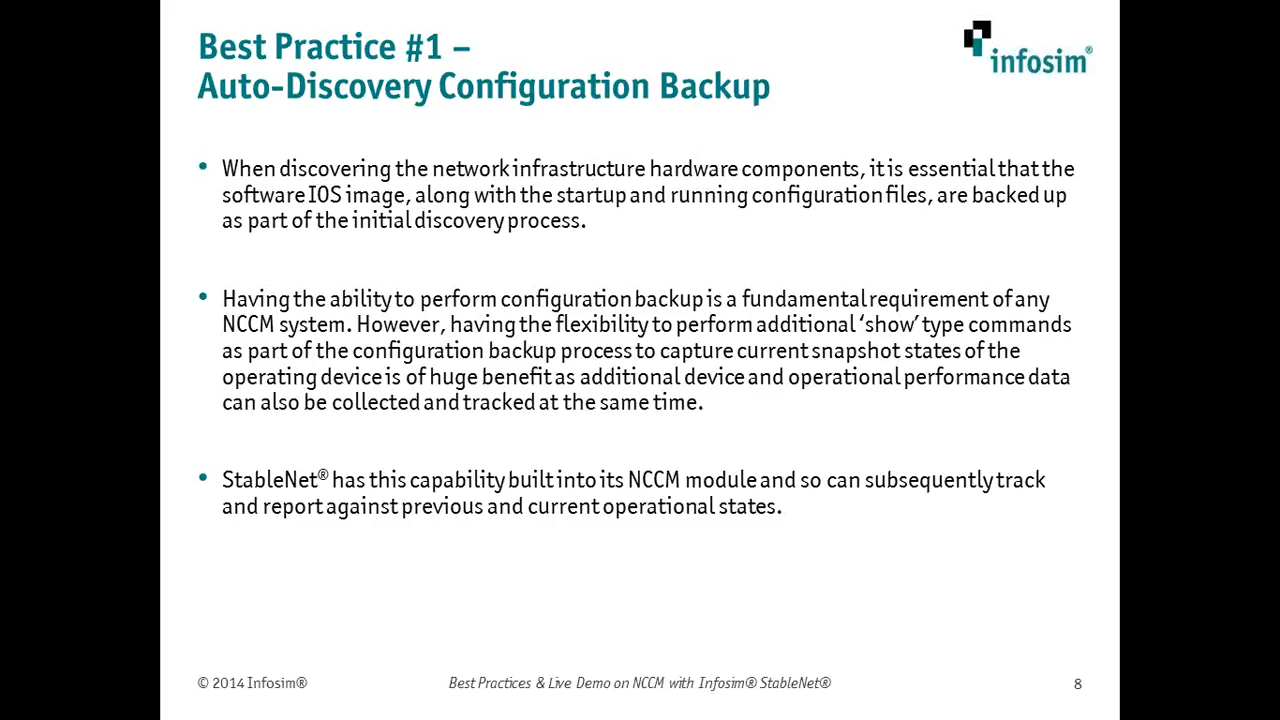 Best Practice #1 –
Auto-Discovery Configuration Backup
infosim®
• When discovering the network infrastructure hardware components, it is essential that the
software IOS image, along with the startup and running configuration files, are backed up
as part of the initial discovery process.
• Having the ability to perform configuration backup is a fundamental requirement of any
NCCM system. However, having the flexibility to perform additional ‘show’ type commands
as part of the configuration backup process to capture current snapshot states of the
operating device is of huge benefit as additional device and operational performance data
can also be collected and tracked at the same time.
• StableNet® has this capability built into its NCCM module and so can subsequently track
and report against previous and current operational states.
© 2014 Infosim®
Best Practices & Live Demo on NCCM with Infosim® StableNet®
8